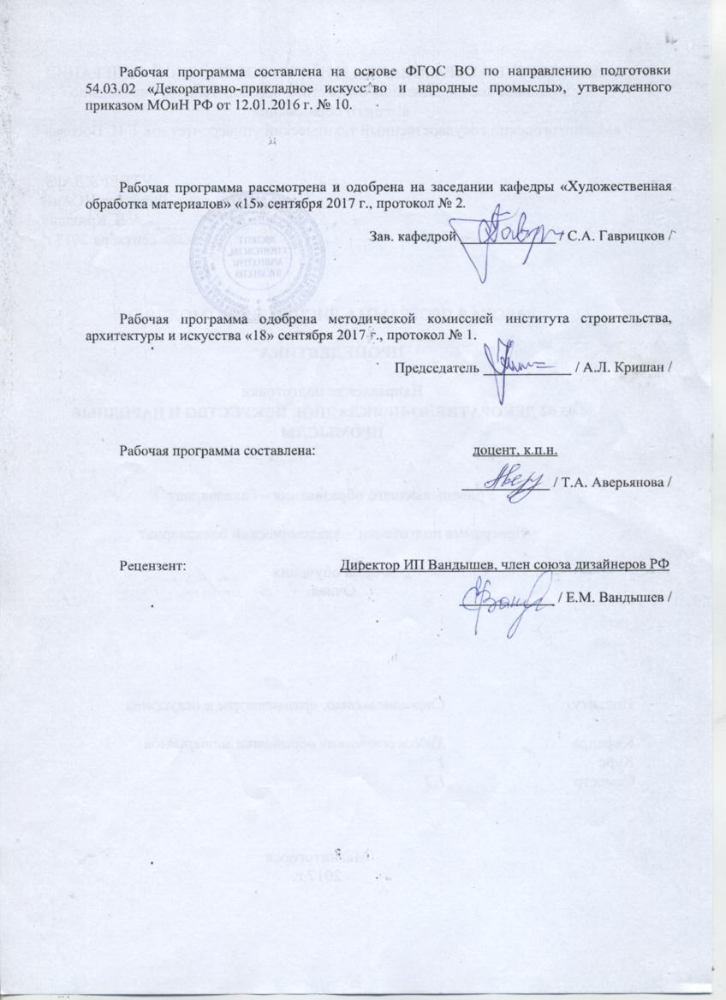 Рабочая программа составлена на основе ФГОС ВО по направлению подготовки
54.03.02 «Декоративно-прикладное искусство и народные промыслы», утвержденного
приказом МОиН РФ от 12.01.2016 г. № 10.
Рабочая программа рассмотрена и одобрена на заседании кафедры «Художественная
обработка материалов» «15» сентября 2017 г., протокол № 2.
Зав. кафедрой / С.А. Гаврицков /
Рабочая программа одобрена методической комиссией института строительства,
архитектуры и искусства «18» сентября 2017 г., протокол № 1.
Председатель / А.Л. Кришан /
Рабочая программа составлена: доцент, к.п.н.
/ Т.А. Аверьянова /
Рецензент: Директор ИП Вандышев, член союза дизайнеров РФ
/ Е.М. Вандышев /